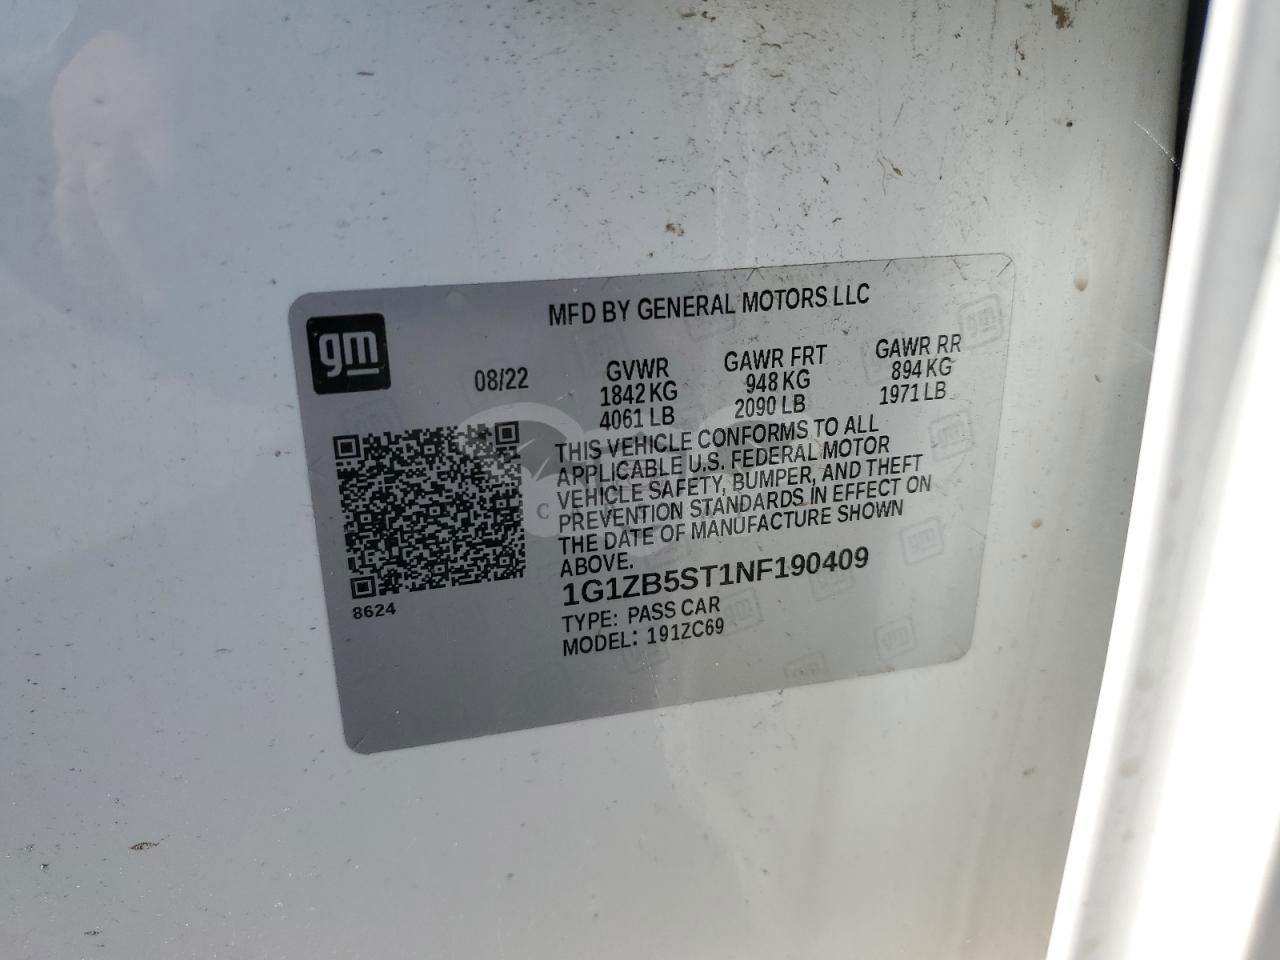 MFD BY GENERAL MOTORS LLC
gm
08/22
GVWR
1842 KG
4061 LB
GAWR FRT
948 KG
2090 LB
GAWR RR
894 KG
1971 LB
THIS VEHICLE CONFORMS TO ALL
APPLICABLE U.S. FEDERAL MOTOR
VEHICLE SAFETY, BUMPER, AND THEFT
PREVENTION STANDARDS IN EFFECT ON
THE DATE OF MANUFACTURE SHOWN
ABOVE.
1G1ZB5ST1NF190409
TYPE: PASS CAR
MODEL: 191ZC69
8624